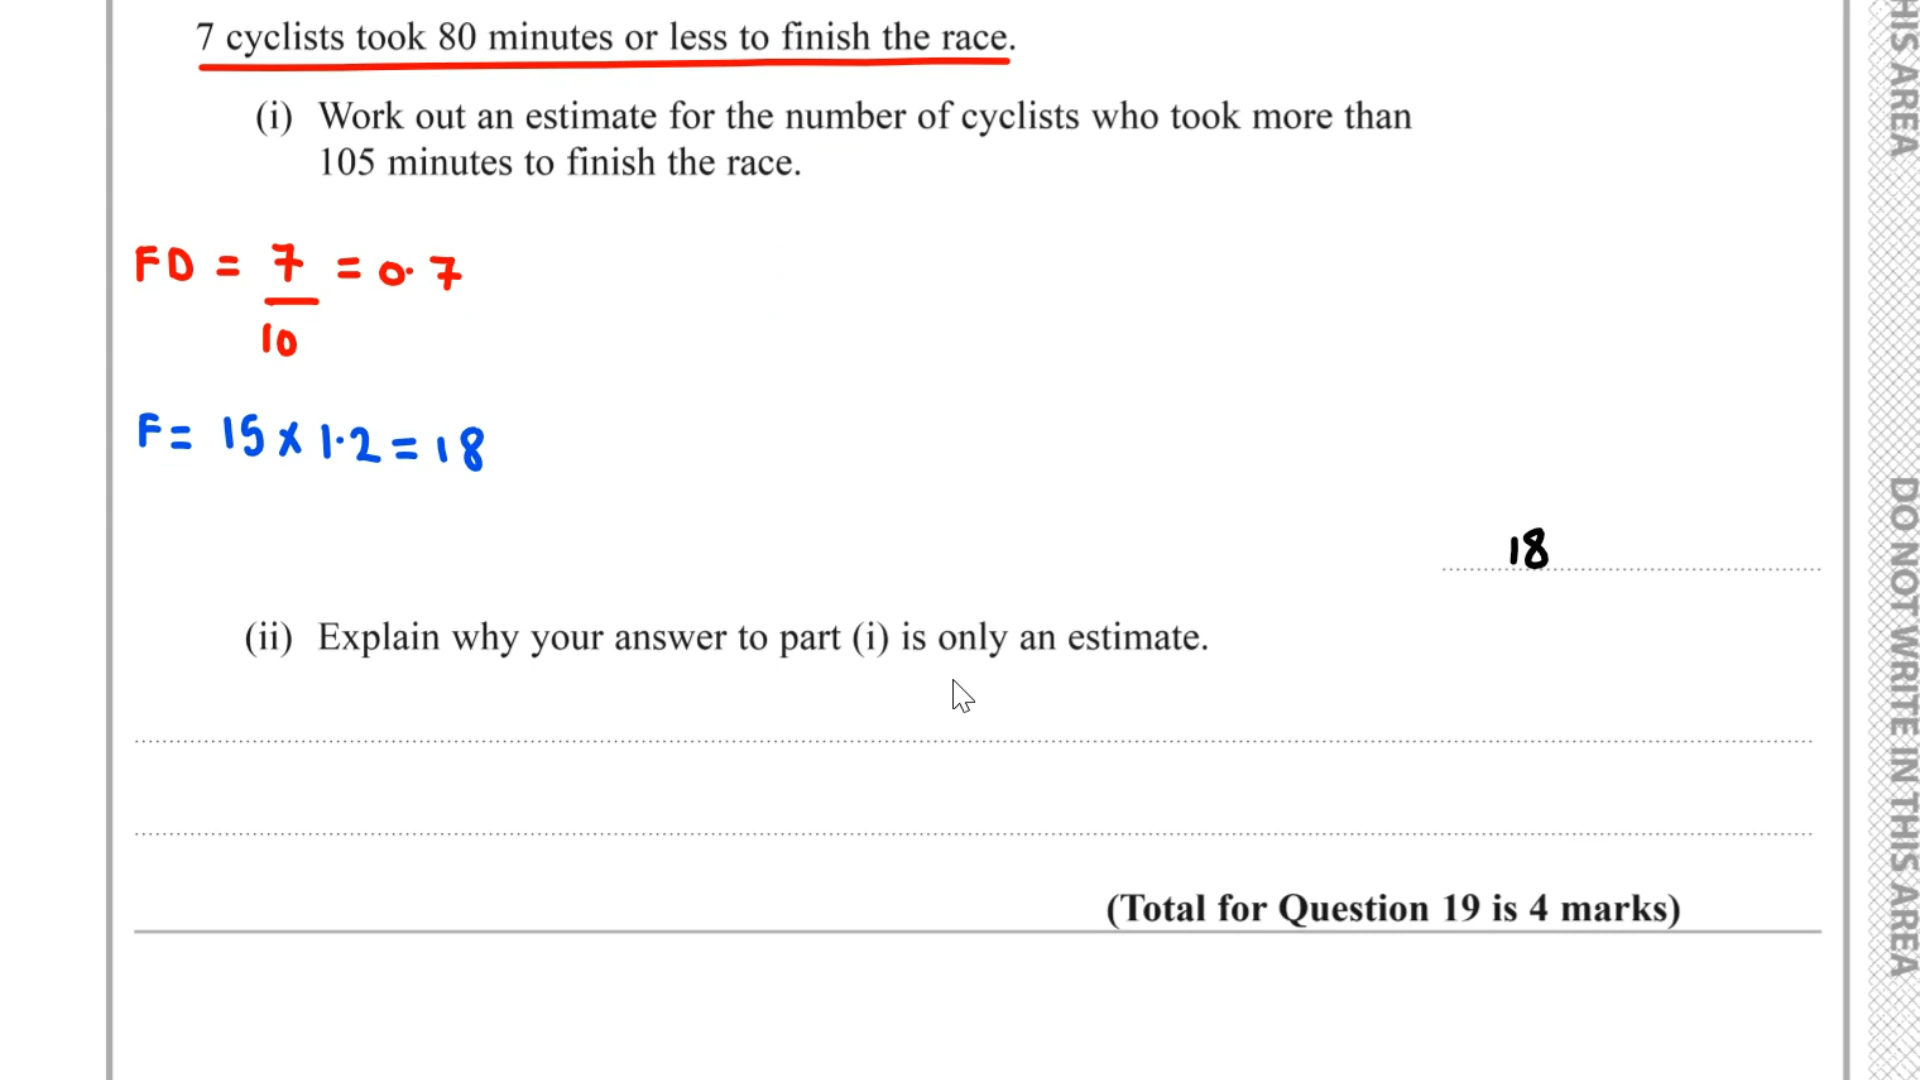 7 cyclists took 80 minutes or less to finish the race.
(i) Work out an estimate for the number of cyclists who took more than
105 minutes to finish the race.
FD = 7/10 = 0.7
F = 15 × 1.2 = 18
18
(ii) Explain why your answer to part (i) is only an estimate.
(Total for Question 19 is 4 marks)
HIS AREA
DO NOT WRITE IN THIS AREA